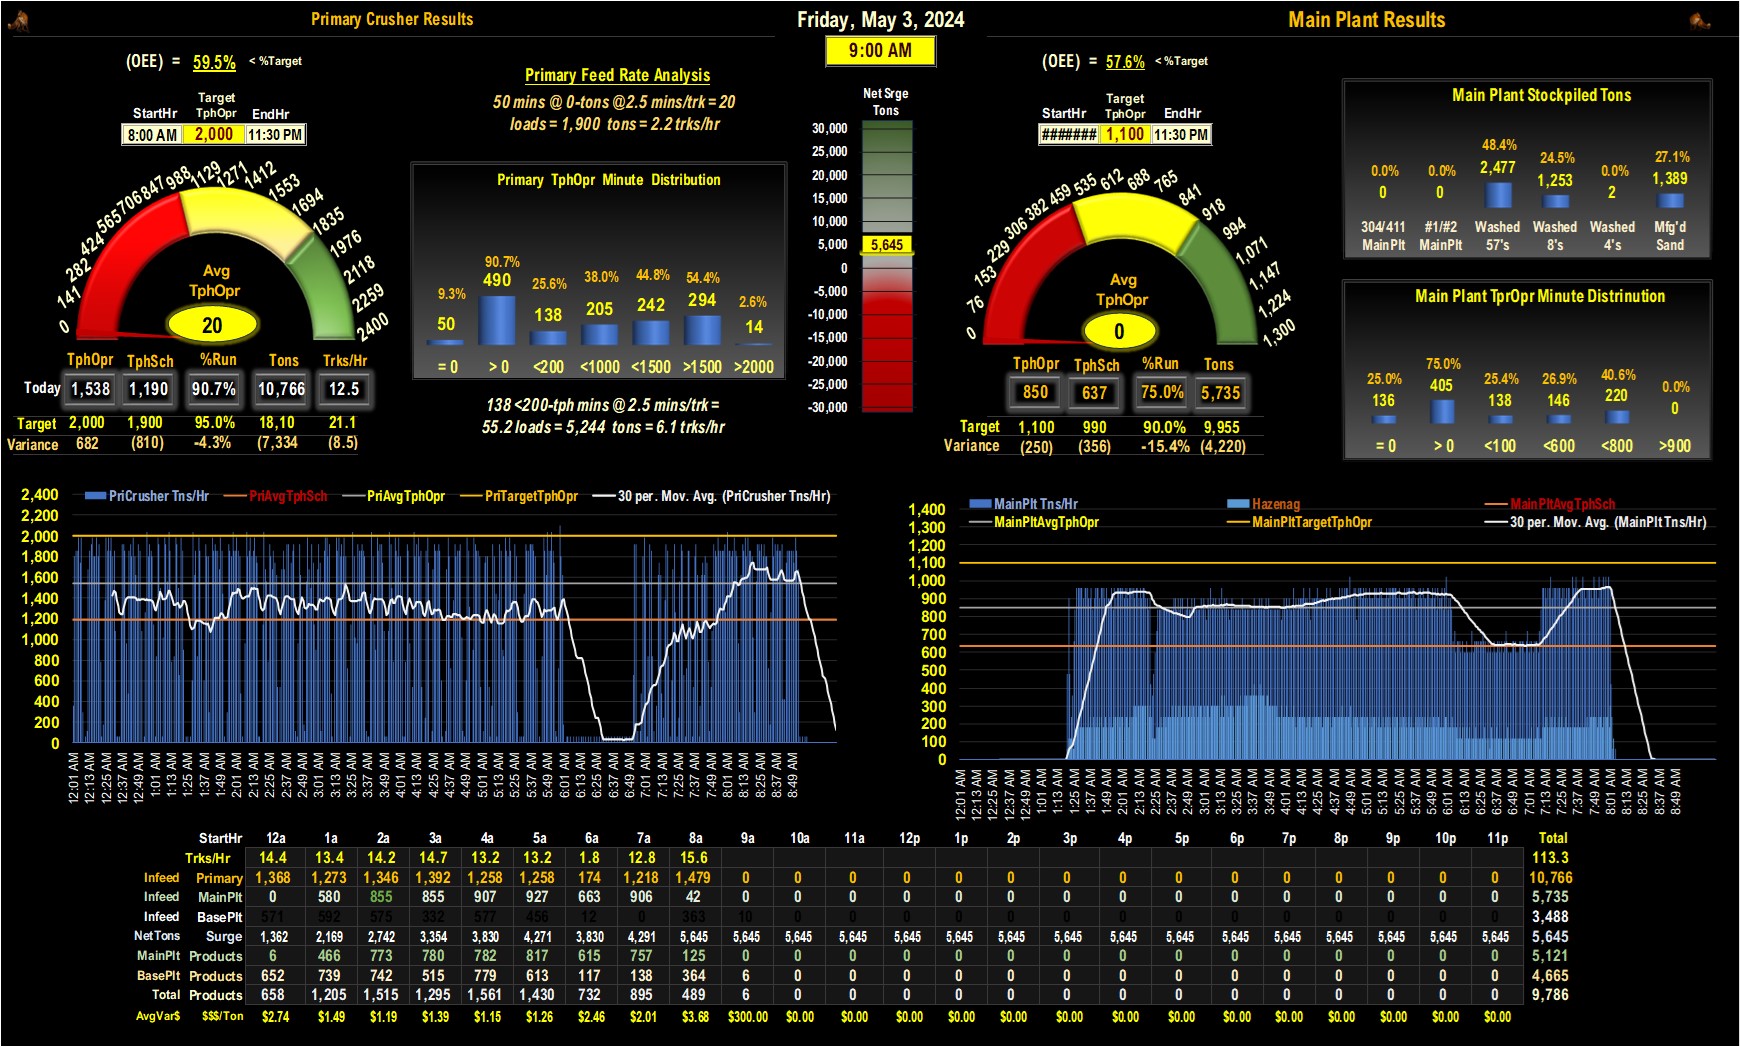 Primary Crusher Results
Friday, May 3, 2024
Main Plant Results
9:00 AM
(OEE) = 59.5% < %Target
StartHr Target TphOpr EndHr
8:00 AM 2,000 11:30 PM
0 141 282 424 565 706 847 988 1129 1271 1412 1553 1694 1835 1976 2118 2259 2400
Avg
TphOpr
20
TphOpr TphSch %Run Tons Trks/Hr
Today 1,538 1,190 90.7% 10,766 12.5
Target 2,000 1,900 95.0% 18,10 21.1
Variance 682 (810) -4.3% (7,334 (8.5)
Primary Feed Rate Analysis
50 mins @ 0-tons @2.5 mins/trk = 20
loads = 1,900 tons = 2.2 trks/hr
Primary TphOpr Minute Distribution
9.3% 90.7% 25.6% 38.0% 44.8% 54.4% 2.6%
50 490 138 205 242 294 14
= 0 > 0 <200 <1000 <1500 >1500 >2000
138 <200-tph mins @ 2.5 mins/trk =
55.2 loads = 5,244 tons = 6.1 trks/hr
Net Srge
Tons
30,000
25,000
20,000
15,000
10,000
5,000
5,645
0
-5,000
-10,000
-15,000
-20,000
-25,000
-30,000
(OEE) = 57.6% < %Target
StartHr Target TphOpr EndHr
####### 1,100 11:30 PM
0 76 153 229 306 382 459 535 612 688 765 841 918 994 1,071 1,147 1,224 1,300
Avg
TphOpr
0
TphOpr TphSch %Run Tons
850 637 75.0% 5,735
Target 1,100 990 90.0% 9,955
Variance (250) (356) -15.4% (4,220)
Main Plant Stockpiled Tons
0.0% 0.0% 48.4% 24.5% 0.0% 27.1%
0 0 2,477 1,253 2 1,389
304/411 #1/#2 Washed Washed Washed Mfg'd
MainPlt MainPlt 57's 8's 4's Sand
Main Plant TprOpr Minute Distrinution
25.0% 75.0% 25.4% 26.9% 40.6% 0.0%
136 405 138 146 220 0
= 0 > 0 <100 <600 <800 >900
PriCrusher Tns/Hr PriAvgTphSch PriAvgTphOpr PriTargetTphOpr 30 per. Mov. Avg. (PriCrusher Tns/Hr)
2,400
2,200
2,000
1,800
1,600
1,400
1,200
1,000
800
600
400
200
0
12:01 AM 12:13 AM 12:25 AM 12:37 AM 12:49 AM 1:01 AM 1:13 AM 1:25 AM 1:37 AM 1:49 AM 2:01 AM 2:13 AM 2:25 AM 2:37 AM 2:49 AM 3:01 AM 3:13 AM 3:25 AM 3:37 AM 3:49 AM 4:01 AM 4:13 AM 4:25 AM 4:37 AM 4:49 AM 5:01 AM 5:13 AM 5:25 AM 5:37 AM 5:49 AM 6:01 AM 6:13 AM 6:25 AM 6:37 AM 6:49 AM 7:01 AM 7:13 AM 7:25 AM 7:37 AM 7:49 AM 8:01 AM 8:13 AM 8:25 AM 8:37 AM 8:49 AM
MainPlt Tns/Hr Hazenag MainPltAvgTphSch
MainPltAvgTphOpr MainPltTargetTphOpr 30 per. Mov. Avg. (MainPlt Tns/Hr)
1,400
1,300
1,200
1,100
1,000
900
800
700
600
500
400
300
200
100
0
12:01 AM 12:13 AM 12:25 AM 12:37 AM 12:49 AM 1:01 AM 1:13 AM 1:25 AM 1:37 AM 1:49 AM 2:01 AM 2:13 AM 2:25 AM 2:37 AM 2:49 AM 3:01 AM 3:13 AM 3:25 AM 3:37 AM 3:49 AM 4:01 AM 4:13 AM 4:25 AM 4:37 AM 4:49 AM 5:01 AM 5:13 AM 5:25 AM 5:37 AM 5:49 AM 6:01 AM 6:13 AM 6:25 AM 6:37 AM 6:49 AM 7:01 AM 7:13 AM 7:25 AM 7:37 AM 7:49 AM 8:01 AM 8:13 AM 8:25 AM 8:37 AM 8:49 AM
StartHr 12a 1a 2a 3a 4a 5a 6a 7a 8a 9a 10a 11a 12p 1p 2p 3p 4p 5p 6p 7p 8p 9p 10p 11p Total
Trks/Hr 14.4 13.4 14.2 14.7 13.2 13.2 1.8 12.8 15.6 113.3
Infeed Primary 1,368 1,273 1,346 1,392 1,258 1,258 174 1,218 1,479 0 0 0 0 0 0 0 0 0 0 0 0 0 0 0 10,766
Infeed MainPlt 0 580 855 855 907 927 663 906 42 0 0 0 0 0 0 0 0 0 0 0 0 0 0 0 5,735
Infeed BasePlt 571 592 575 332 577 456 12 0 363 10 0 0 0 0 0 0 0 0 0 0 0 0 0 0 3,488
NetTons Surge 1,362 2,169 2,742 3,354 3,830 4,271 3,830 4,291 5,645 5,645 5,645 5,645 5,645 5,645 5,645 5,645 5,645 5,645 5,645 5,645 5,645 5,645 5,645 5,645 5,645
MainPlt Products 6 466 773 780 782 817 615 757 125 0 0 0 0 0 0 0 0 0 0 0 0 0 0 0 5,121
BasePlt Products 652 739 742 515 779 613 117 138 364 6 0 0 0 0 0 0 0 0 0 0 0 0 0 0 4,665
Total Products 658 1,205 1,515 1,295 1,561 1,430 732 895 489 6 0 0 0 0 0 0 0 0 0 0 0 0 0 0 9,786
AvgVar$ $$$/Ton $2.74 $1.49 $1.19 $1.39 $1.15 $1.26 $2.46 $2.01 $3.68 $300.00 $0.00 $0.00 $0.00 $0.00 $0.00 $0.00 $0.00 $0.00 $0.00 $0.00 $0.00 $0.00 $0.00 $0.00